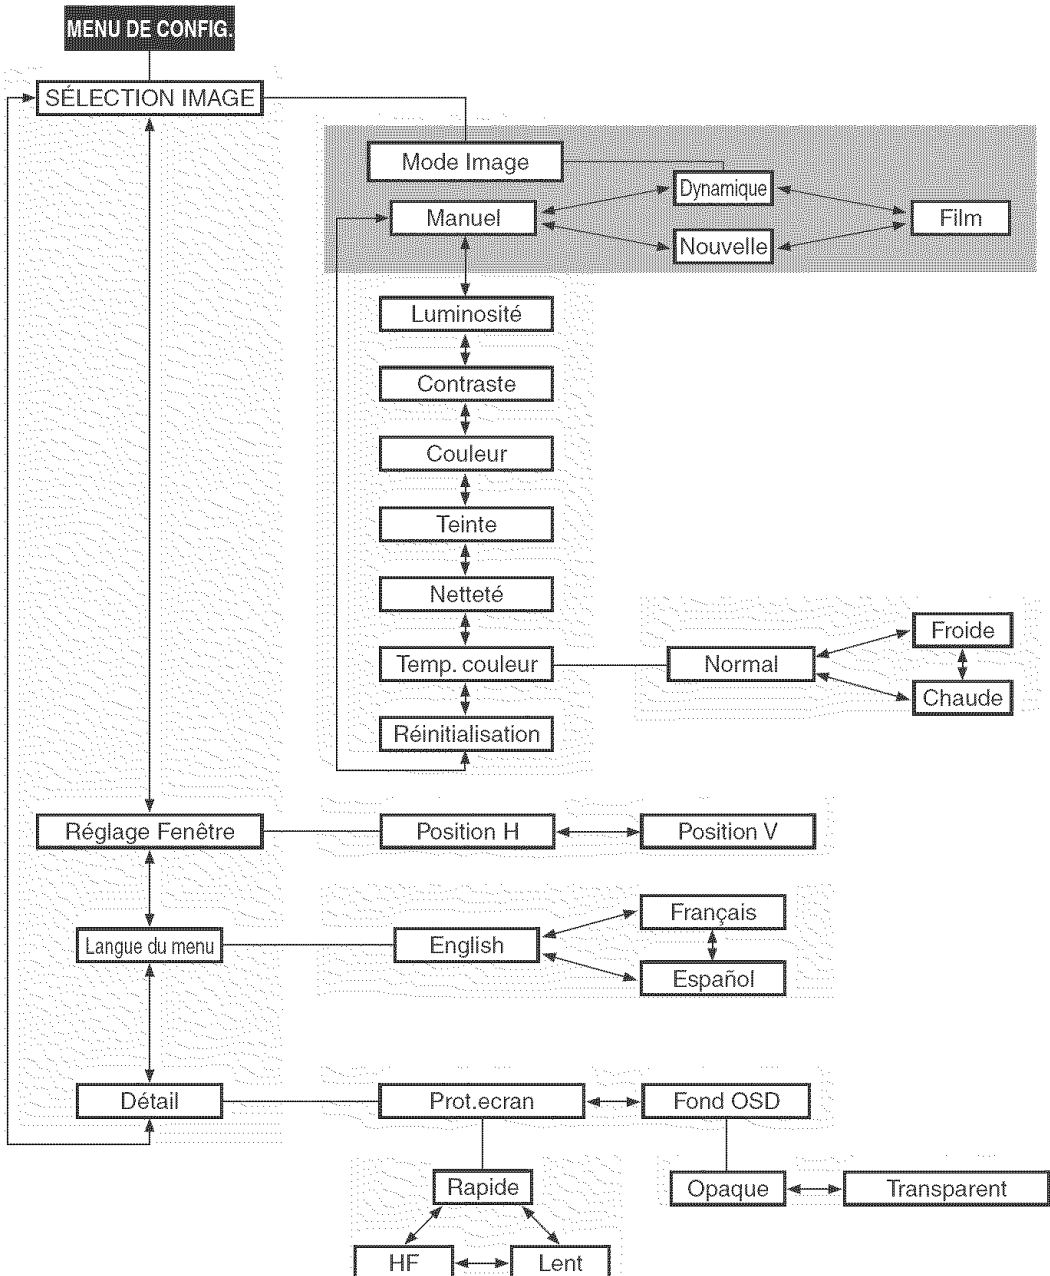 MENU DE CONFIG.
SÉLECTION IMAGE
Mode Image
Dynamique
Manuel
Film
Nouvelle
Luminosité
Contraste
Couleur
Teinte
Netteté
Froide
Temp. couleur
Normal
Chaude
Réinitialisation
Réglage Fenêtre
Position H
Position V
Français
Langue du menu
English
Español
Détail
Prot.ecran
Fond OSD
Rapide
Opaque
Transparent
HF
Lent